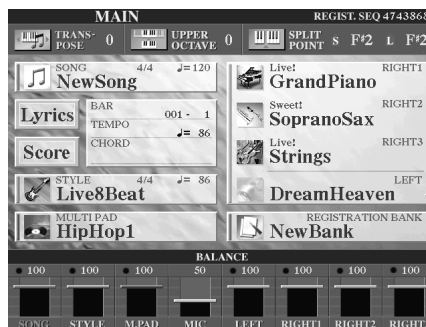 MAIN REGIST. SEQ 4743868
TRANS-
POSE 0 UPPER
OCTAVE 0 SPLIT
POINT S F#2 L F#2
SONG 4/4 ♩=120
NewSong
Lyrics
Score
BAR 001 - 1
TEMPO ♩= 86
CHORD
STYLE 4/4 ♩= 86
Live8Beat
MULTI PAD
HipHop1
Live! RIGHT1
GrandPiano
Sweet! RIGHT2
SopranoSax
Live! RIGHT3
Strings
LEFT
DreamHeaven
REGISTRATION BANK
NewBank
BALANCE
100 100 100 50 100 100 100 100
SONG STYLE M.PAD MIC LEFT RIGHT1 RIGHT2 RIGHT